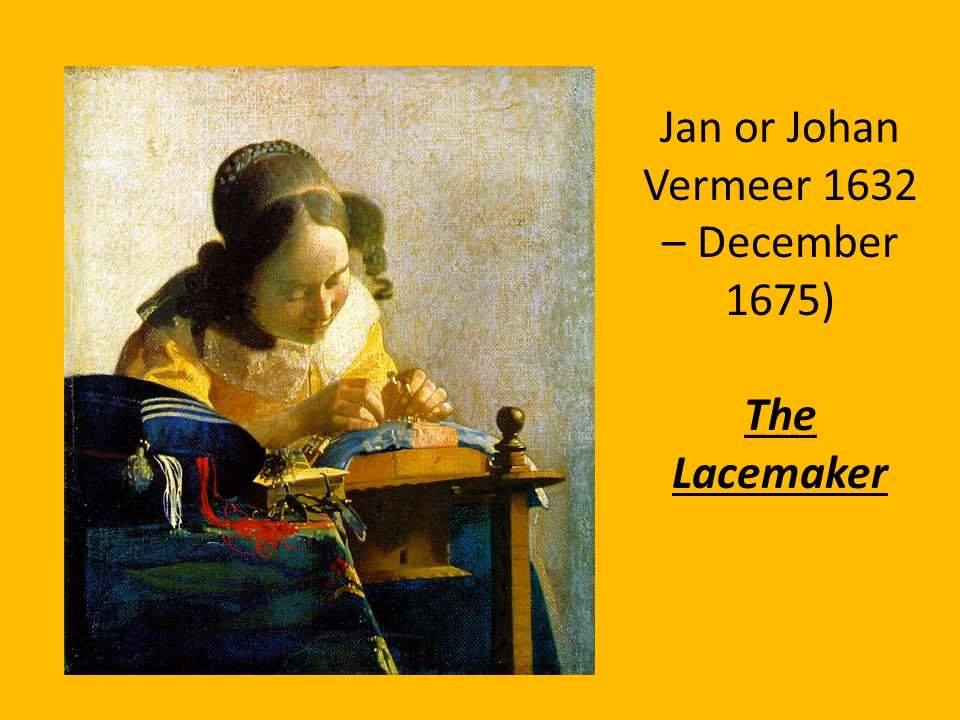 Jan or Johan
Vermeer 1632
– December
1675)
The
Lacemaker